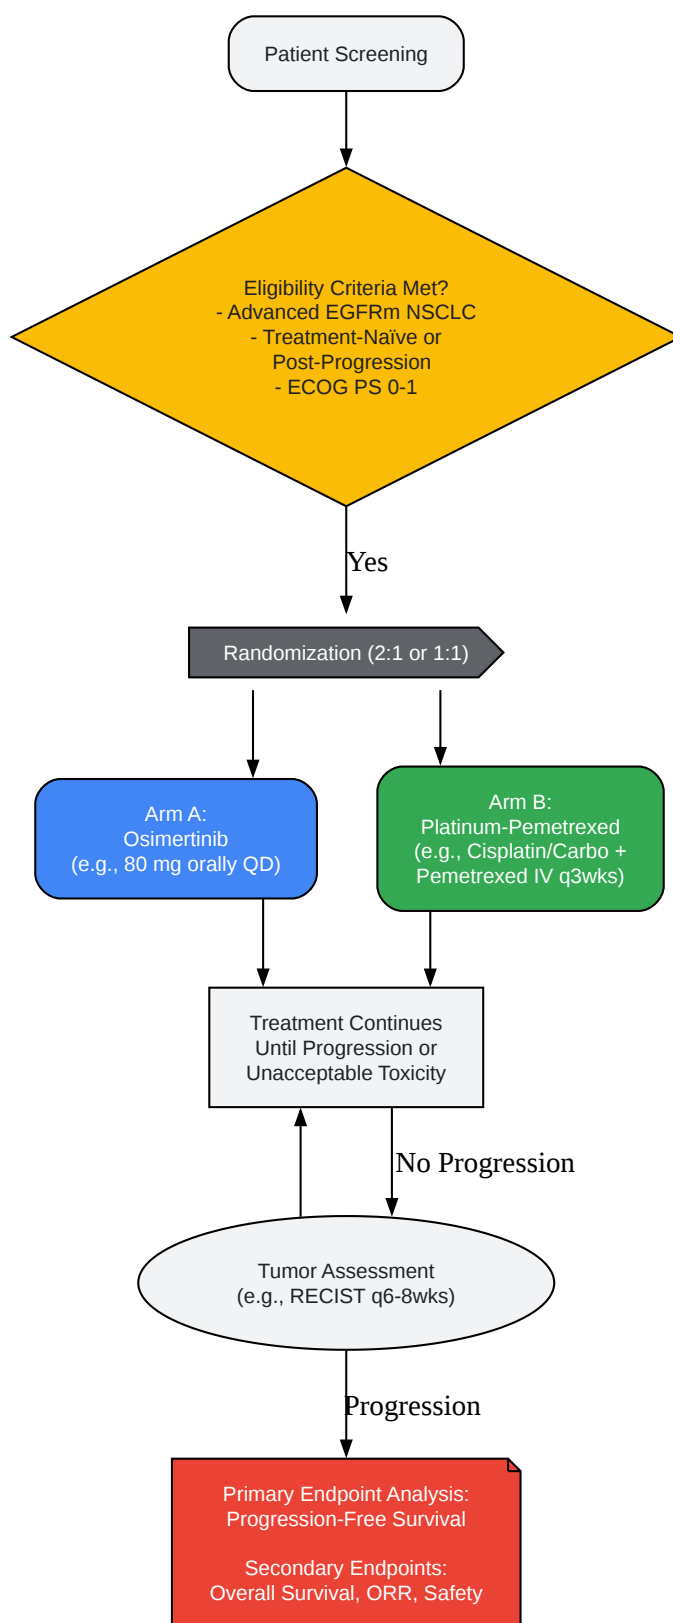 Patient Screening
Eligibility Criteria Met?
- Advanced EGFRm NSCLC
- Treatment-Naïve or
Post-Progression
- ECOG PS 0-1
Yes
Randomization (2:1 or 1:1)
Arm A:
Osimertinib
(e.g., 80 mg orally QD)
Arm B:
Platinum-Pemetrexed
(e.g., Cisplatin/Carbo +
Pemetrexed IV q3wks)
Treatment Continues
Until Progression or
Unacceptable Toxicity
No Progression
Tumor Assessment
(e.g., RECIST q6-8wks)
Progression
Primary Endpoint Analysis:
Progression-Free Survival
Secondary Endpoints:
Overall Survival, ORR, Safety